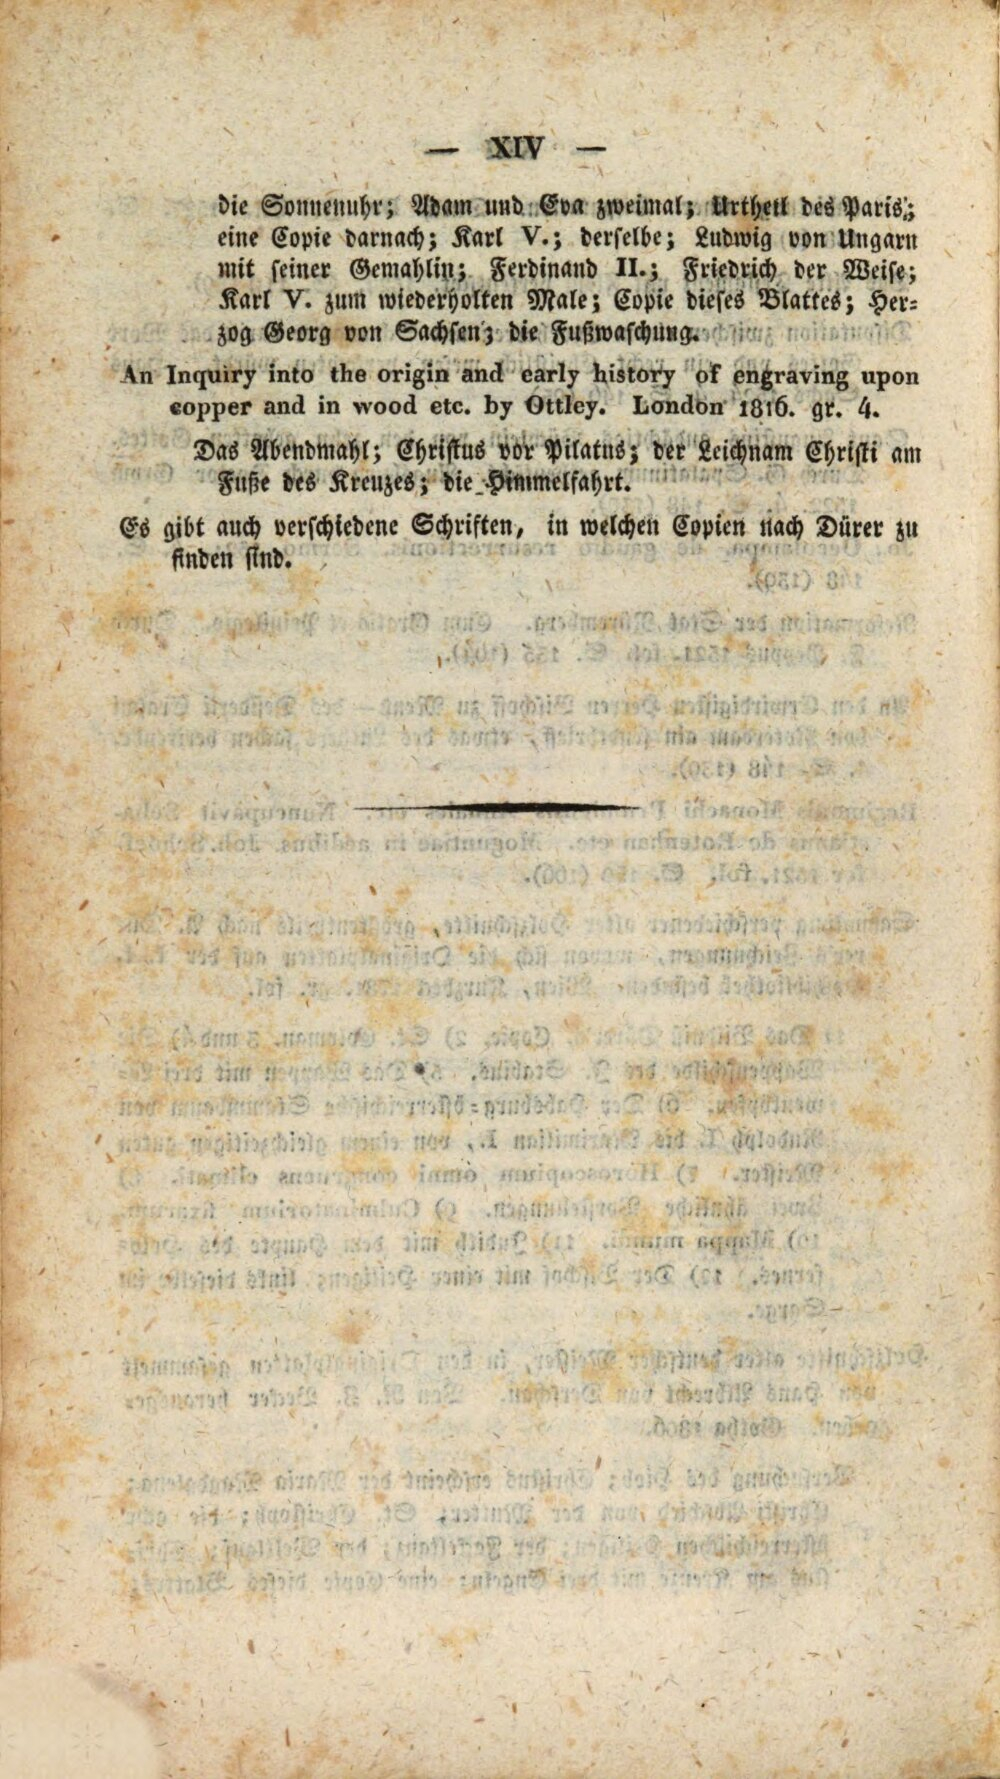 — XIV —
die Sonnenuhr; Adam und Eva zweimal; Urtheil des Paris;
eine Copie darnach; Karl V.; derselbe; Ludwig von Ungarn
mit seiner Gemahlin; Ferdinand II.; Friedrich der Weise;
Karl V. zum wiederholten Male; Copie dieses Blattes; Her-
zog Georg von Sachsen; die Fußwaschung.
An Inquiry into the origin and early history of engraving upon
copper and in wood etc. by Ottley. London 1816. gr. 4.
Das Abendmahl; Christus vor Pilatus; der Leichnam Christi am
Fuße des Kreuzes; die Himmelfahrt.
Es gibt auch verschiedene Schriften, in welchen Copien nach Dürer zu
finden sind.